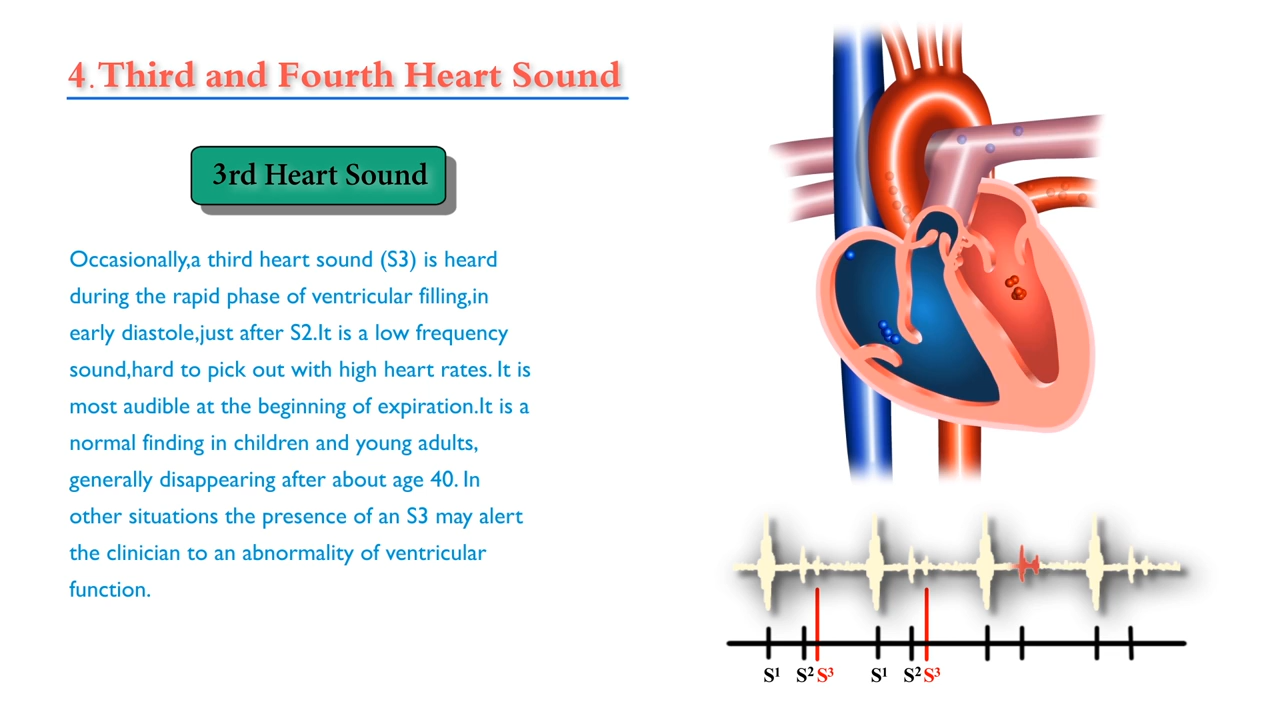 4. Third and Fourth Heart Sound
3rd Heart Sound
Occasionally,a third heart sound (S3) is heard
during the rapid phase of ventricular filling,in
early diastole,just after S2.It is a low frequency
sound,hard to pick out with high heart rates. It is
most audible at the beginning of expiration.It is a
normal finding in children and young adults,
generally disappearing after about age 40. In
other situations the presence of an S3 may alert
the clinician to an abnormality of ventricular
function.
S¹ S² S³ S¹ S² S³